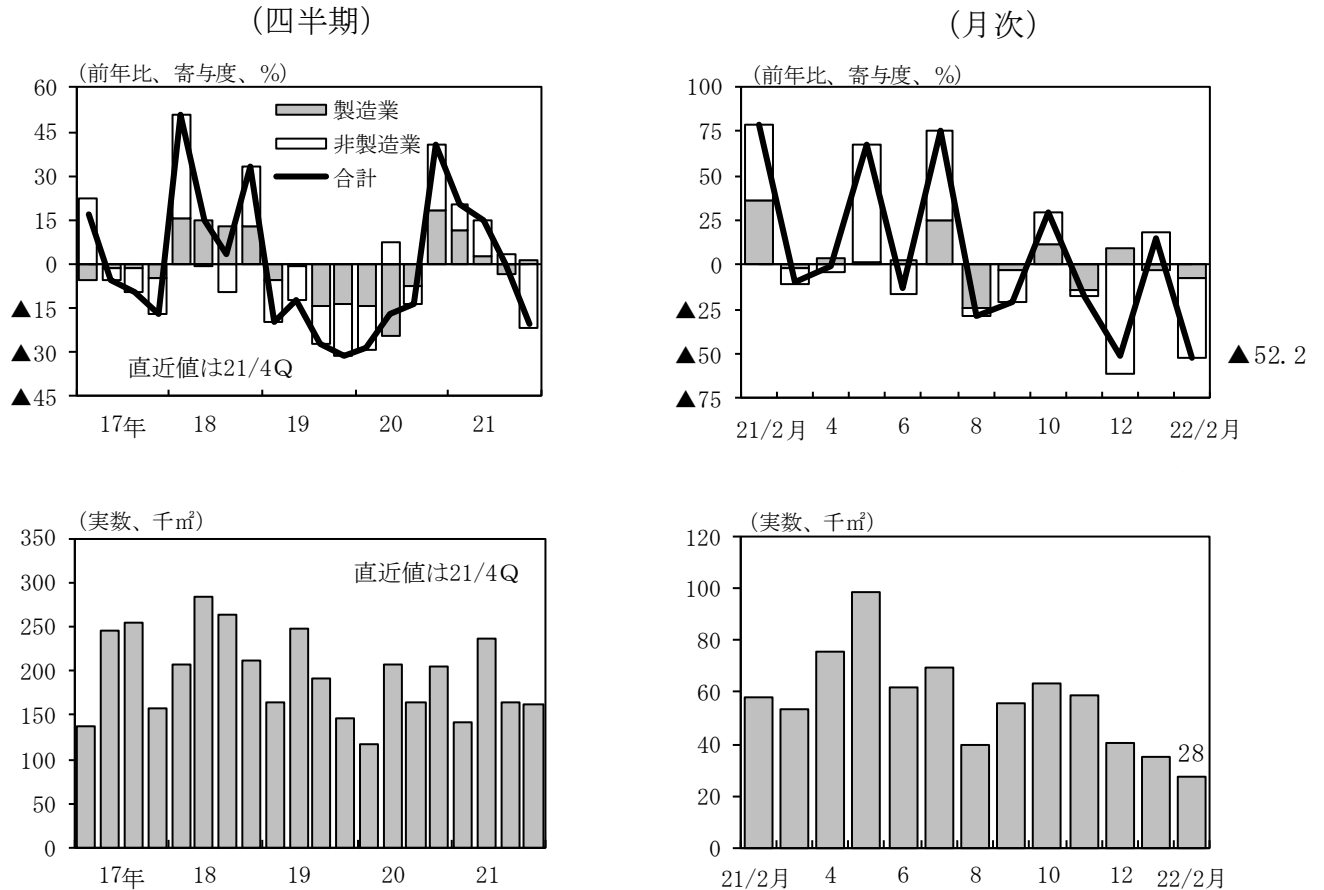 (四半期)
(前年比、寄与度、%)
60
45
30
15
0
▲15
▲30
▲45
製造業
非製造業
合計
直近値は21/4Q
17年 18 19 20 21
(月次)
(前年比、寄与度、%)
100
75
50
25
0
▲25
▲50
▲75
▲52.2
21/2月 4 6 8 10 12 22/2月
(実数、千㎡)
350
300
250
200
150
100
50
0
直近値は21/4Q
17年 18 19 20 21
(実数、千㎡)
120
100
80
60
40
20
0
28
21/2月 4 6 8 10 12 22/2月